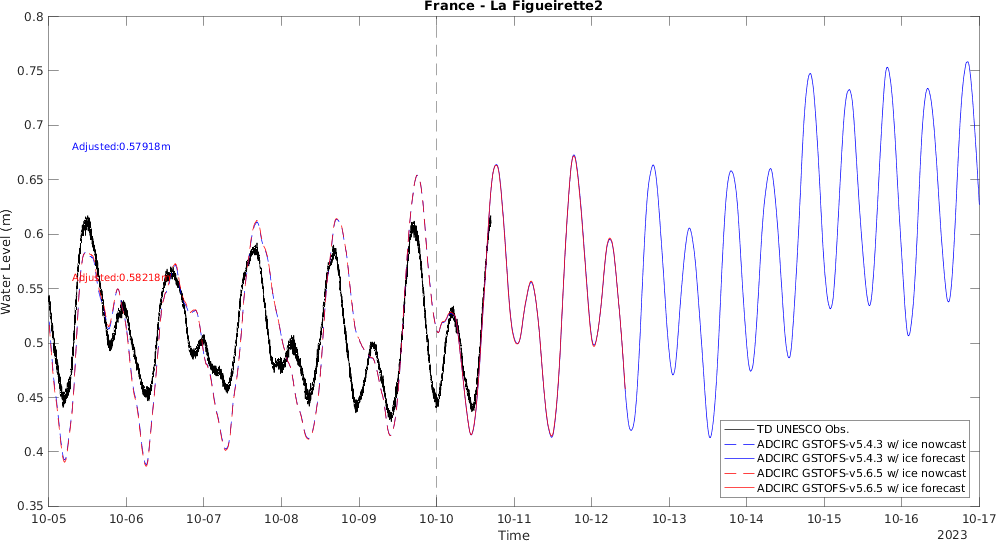 France - La Figueirette2
0.8
0.75
0.7
0.65
0.6
0.55
0.5
0.45
0.4
0.35
Water Level (m)
Adjusted:0.57918m
Adjusted:0.58218m
TD UNESCO Obs.
ADCIRC GSTOFS-v5.4.3 w/ ice nowcast
ADCIRC GSTOFS-v5.4.3 w/ ice forecast
ADCIRC GSTOFS-v5.6.5 w/ ice nowcast
ADCIRC GSTOFS-v5.6.5 w/ ice forecast
10-05 10-06 10-07 10-08 10-09 10-10 10-11 10-12 10-13 10-14 10-15 10-16 10-17
Time
2023